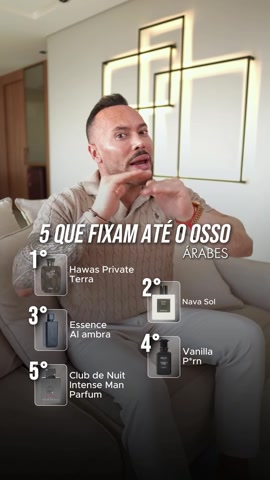 5 QUE FIXAM ATÉ O OSSO
ÁRABES
1°
Hawas Private
Terra
2°
Nava Sol
3°
Essence
Al ambra
4°
Vanilla
P*rn
5°
Club de Nuit
Intense Man
Parfum